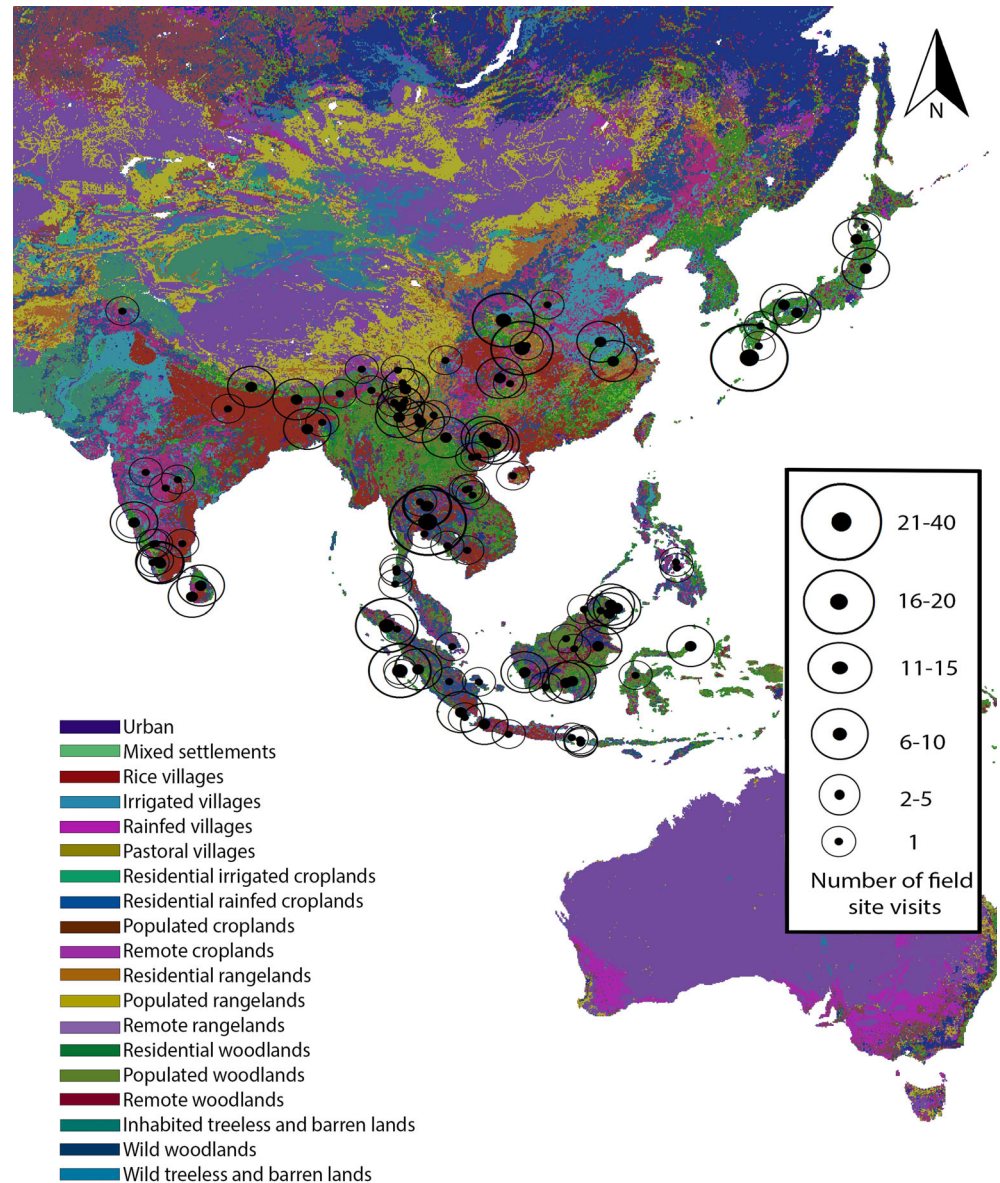 N
21-40
16-20
11-15
6-10
2-5
1
Number of field
site visits
Urban
Mixed settlements
Rice villages
Irrigated villages
Rainfed villages
Pastoral villages
Residential irrigated croplands
Residential rainfed croplands
Populated croplands
Remote croplands
Residential rangelands
Populated rangelands
Remote rangelands
Residential woodlands
Populated woodlands
Remote woodlands
Inhabited treeless and barren lands
Wild woodlands
Wild treeless and barren lands